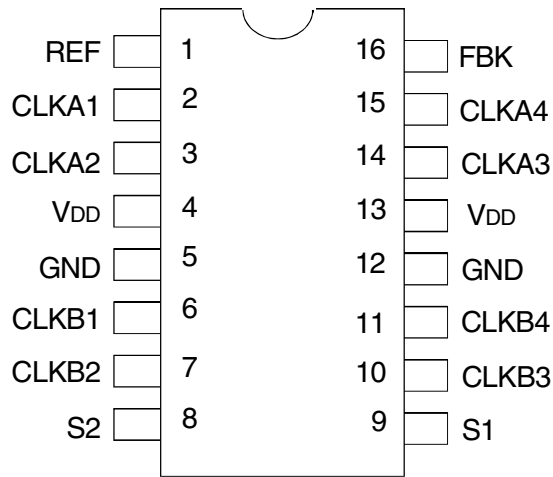 REF 1 16 FBK
CLKA1 2 15 CLKA4
CLKA2 3 14 CLKA3
VDD 4 13 VDD
GND 5 12 GND
CLKB1 6 11 CLKB4
CLKB2 7 10 CLKB3
S2 8 9 S1